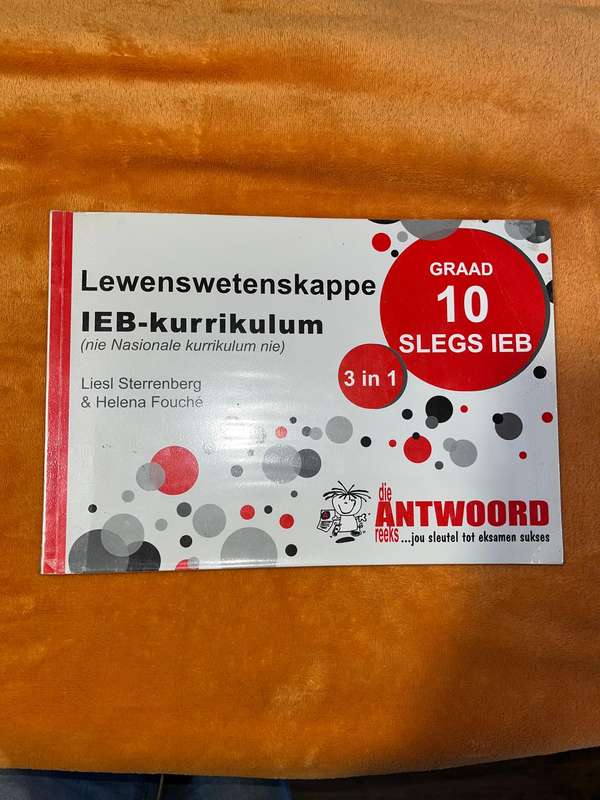 Lewenswetenskappe
IEB-kurrikulum
(nie Nasionale kurrikulum nie)
Liesl Sterrenberg
& Helena Fouché
GRAAD
10
SLEGS IEB
3 in 1
die
ANTWOORD
reeks ...jou sleutel tot eksamen sukses